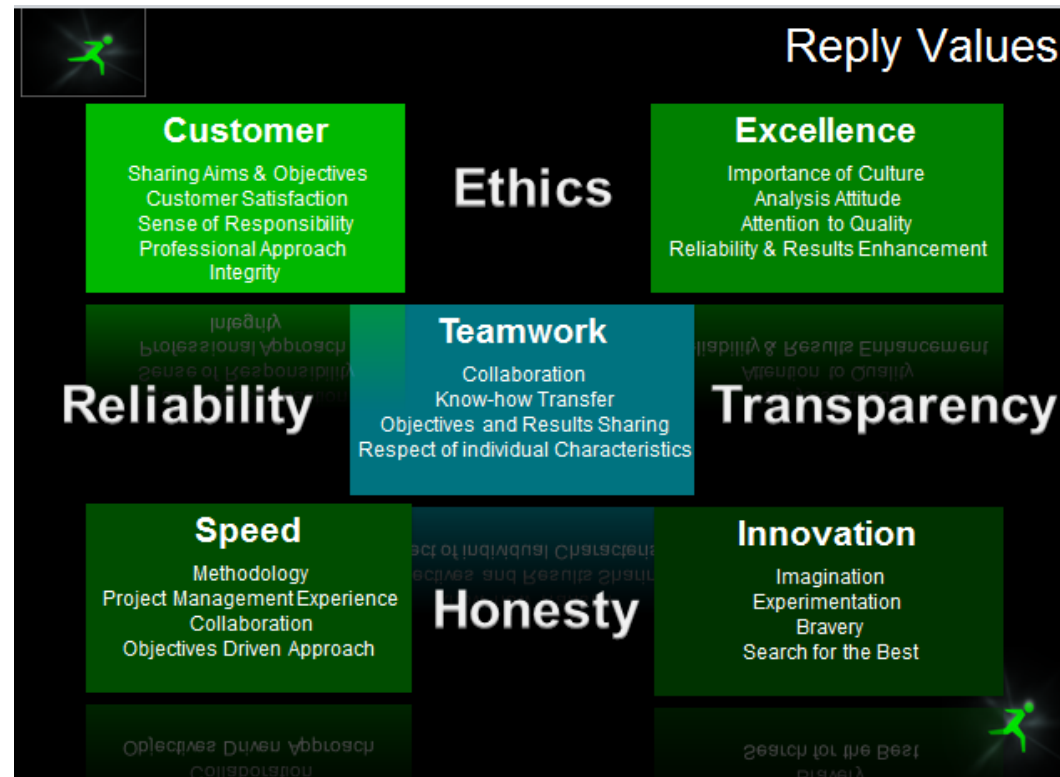 Reply Values
Customer
Sharing Aims & Objectives
Customer Satisfaction
Sense of Responsibility
Professional Approach
Integrity
Ethics
Excellence
Importance of Culture
Analysis Attitude
Attention to Quality
Reliability & Results Enhancement
Reliability
Teamwork
Collaboration
Know-how Transfer
Objectives and Results Sharing
Respect of individual Characteristics
Transparency
Speed
Methodology
Project Management Experience
Collaboration
Objectives Driven Approach
Honesty
Innovation
Imagination
Experimentation
Bravery
Search for the Best